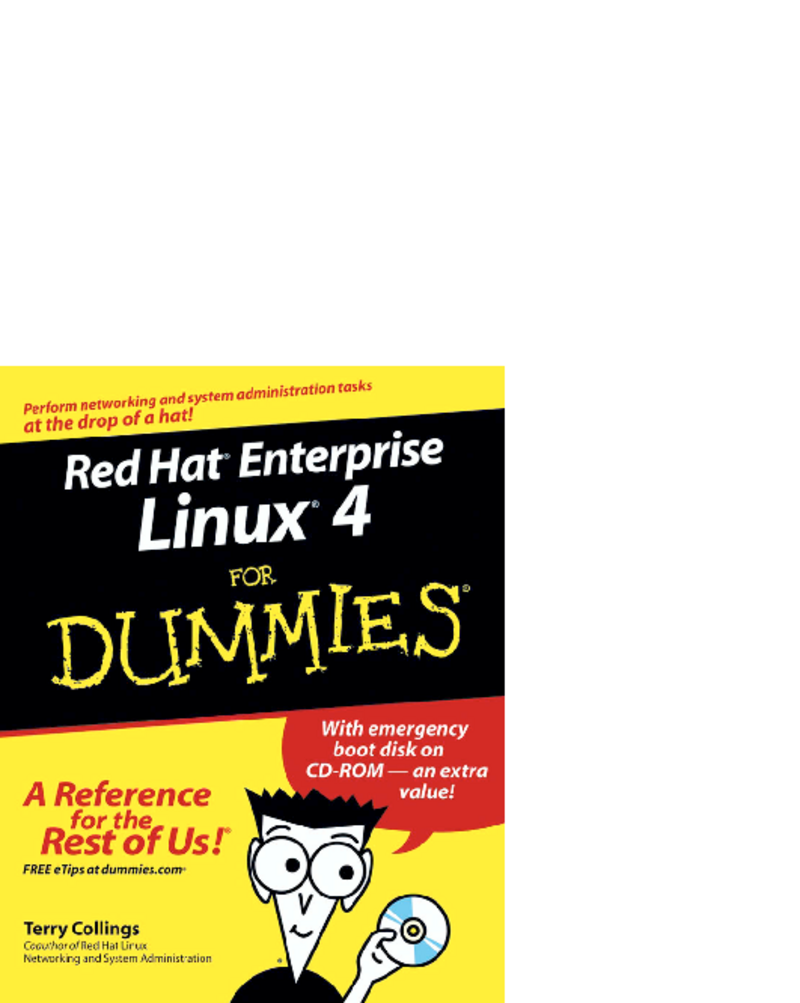 Perform networking and system administration tasks
at the drop of a hat!
Red Hat® Enterprise
Linux® 4
FOR
DUMMIES®
With emergency
boot disk on
CD-ROM — an extra
value!
A Reference
for the
Rest of Us!®
FREE eTips at dummies.com®
Terry Collings
Coauthor of Red Hat Linux
Networking and System Administration